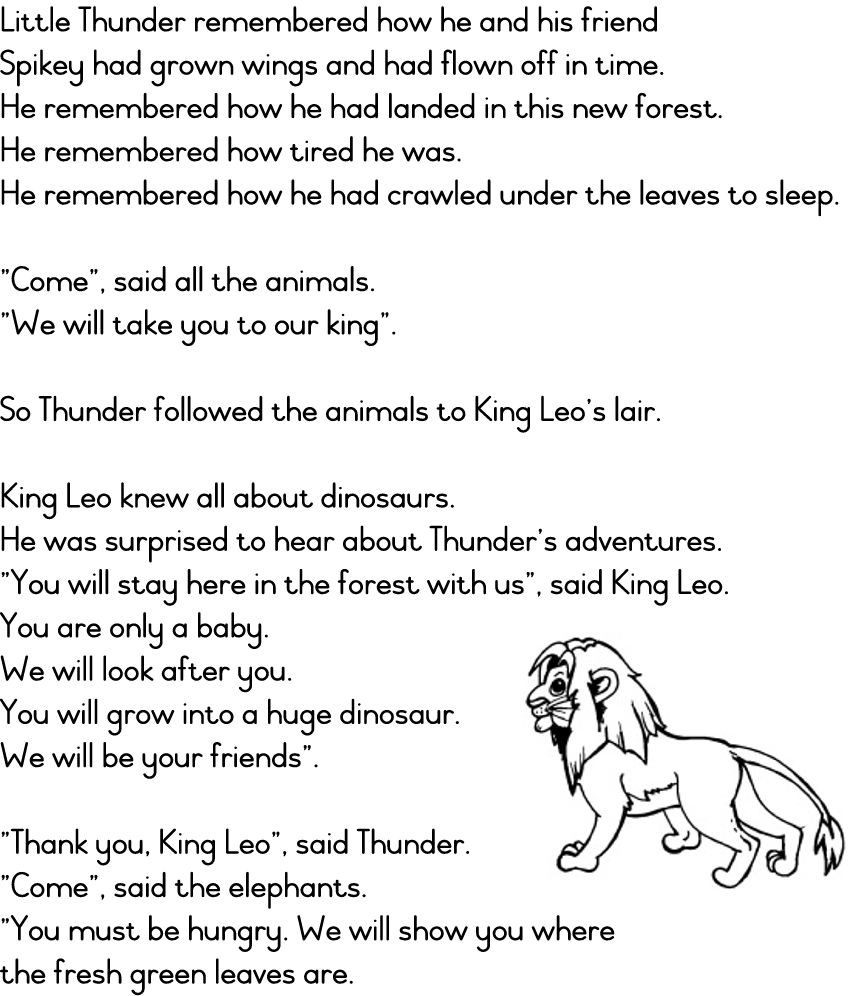 Little Thunder remembered how he and his friend
Spikey had grown wings and had flown off in time.
He remembered how he had landed in this new forest.
He remembered how tired he was.
He remembered how he had crawled under the leaves to sleep.
"Come", said all the animals.
"We will take you to our king".
So Thunder followed the animals to King Leo's lair.
King Leo knew all about dinosaurs.
He was surprised to hear about Thunder's adventures.
"You will stay here in the forest with us", said King Leo.
You are only a baby.
We will look after you.
You will grow into a huge dinosaur.
We will be your friends".
"Thank you, King Leo", said Thunder.
"Come", said the elephants.
"You must be hungry. We will show you where
the fresh green leaves are.